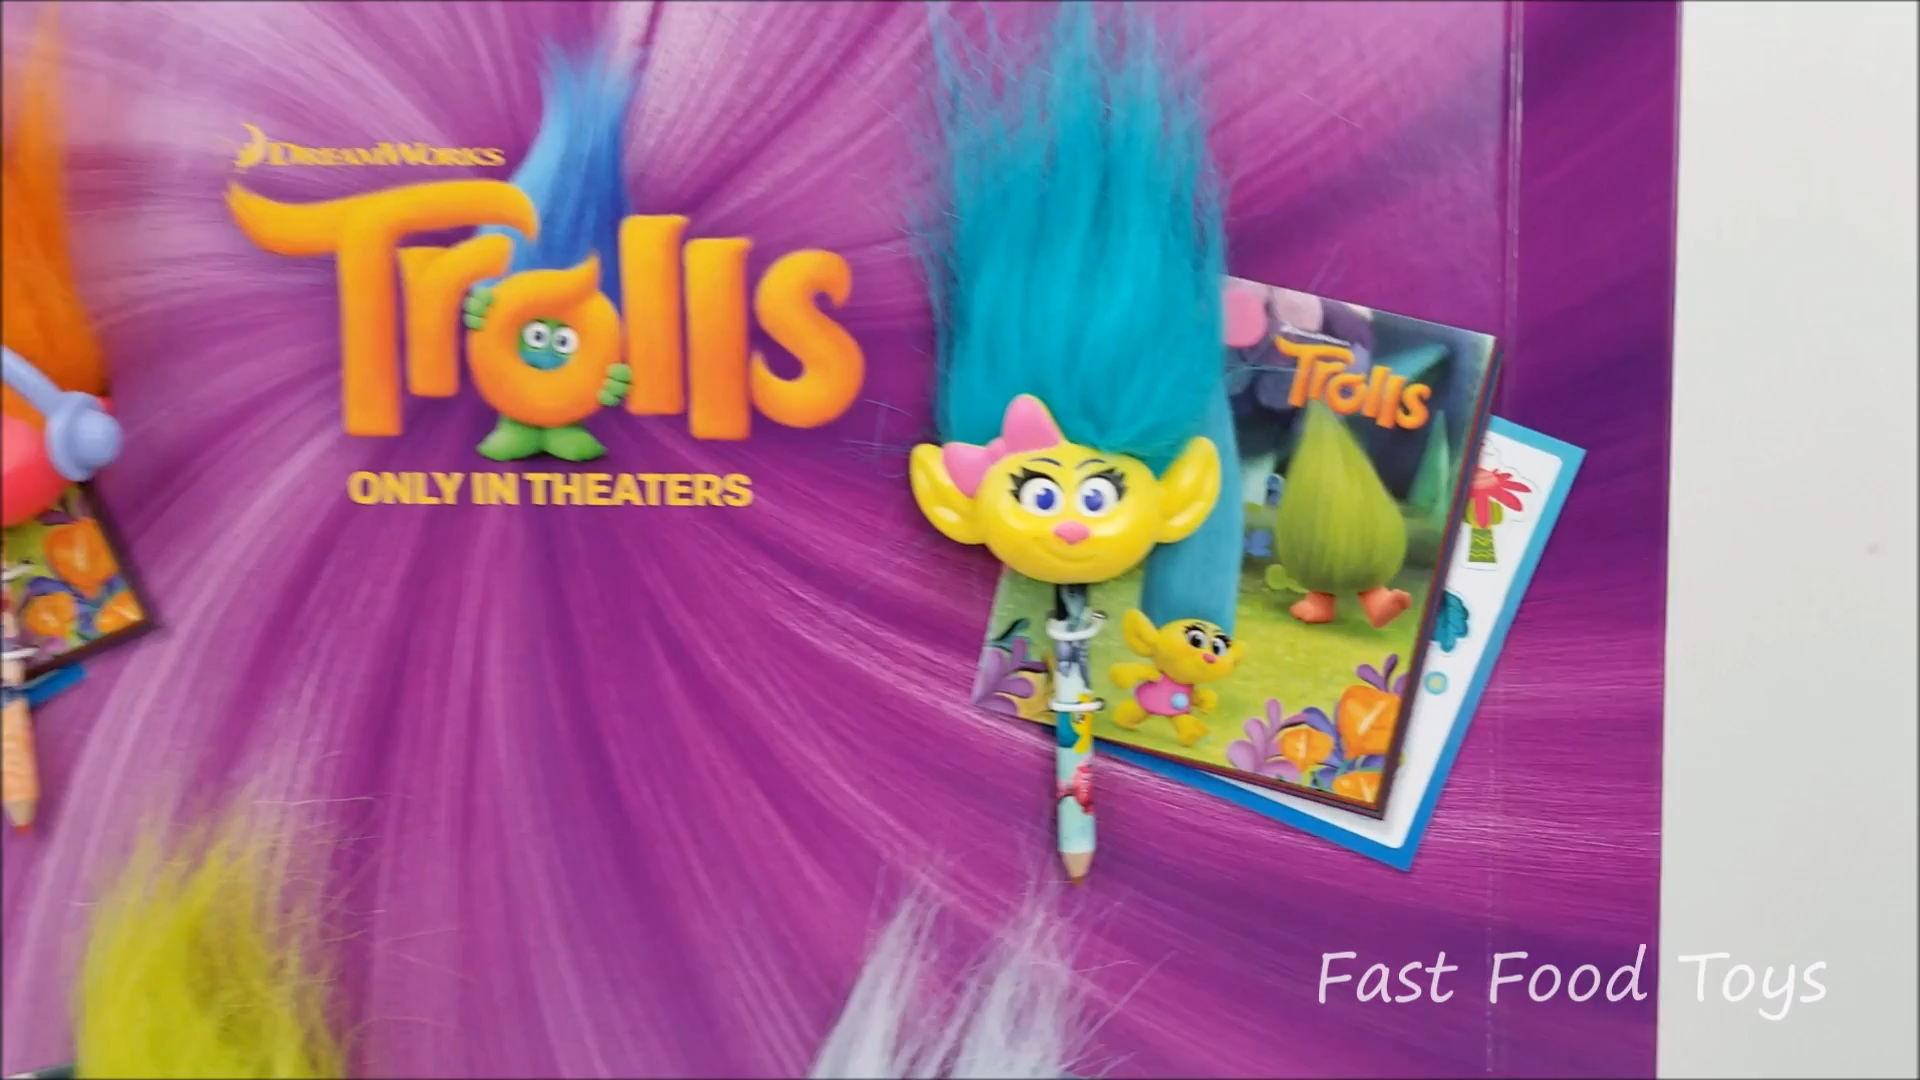 DREAMWORKS
Trolls
ONLY IN THEATERS
Trolls
Fast Food Toys